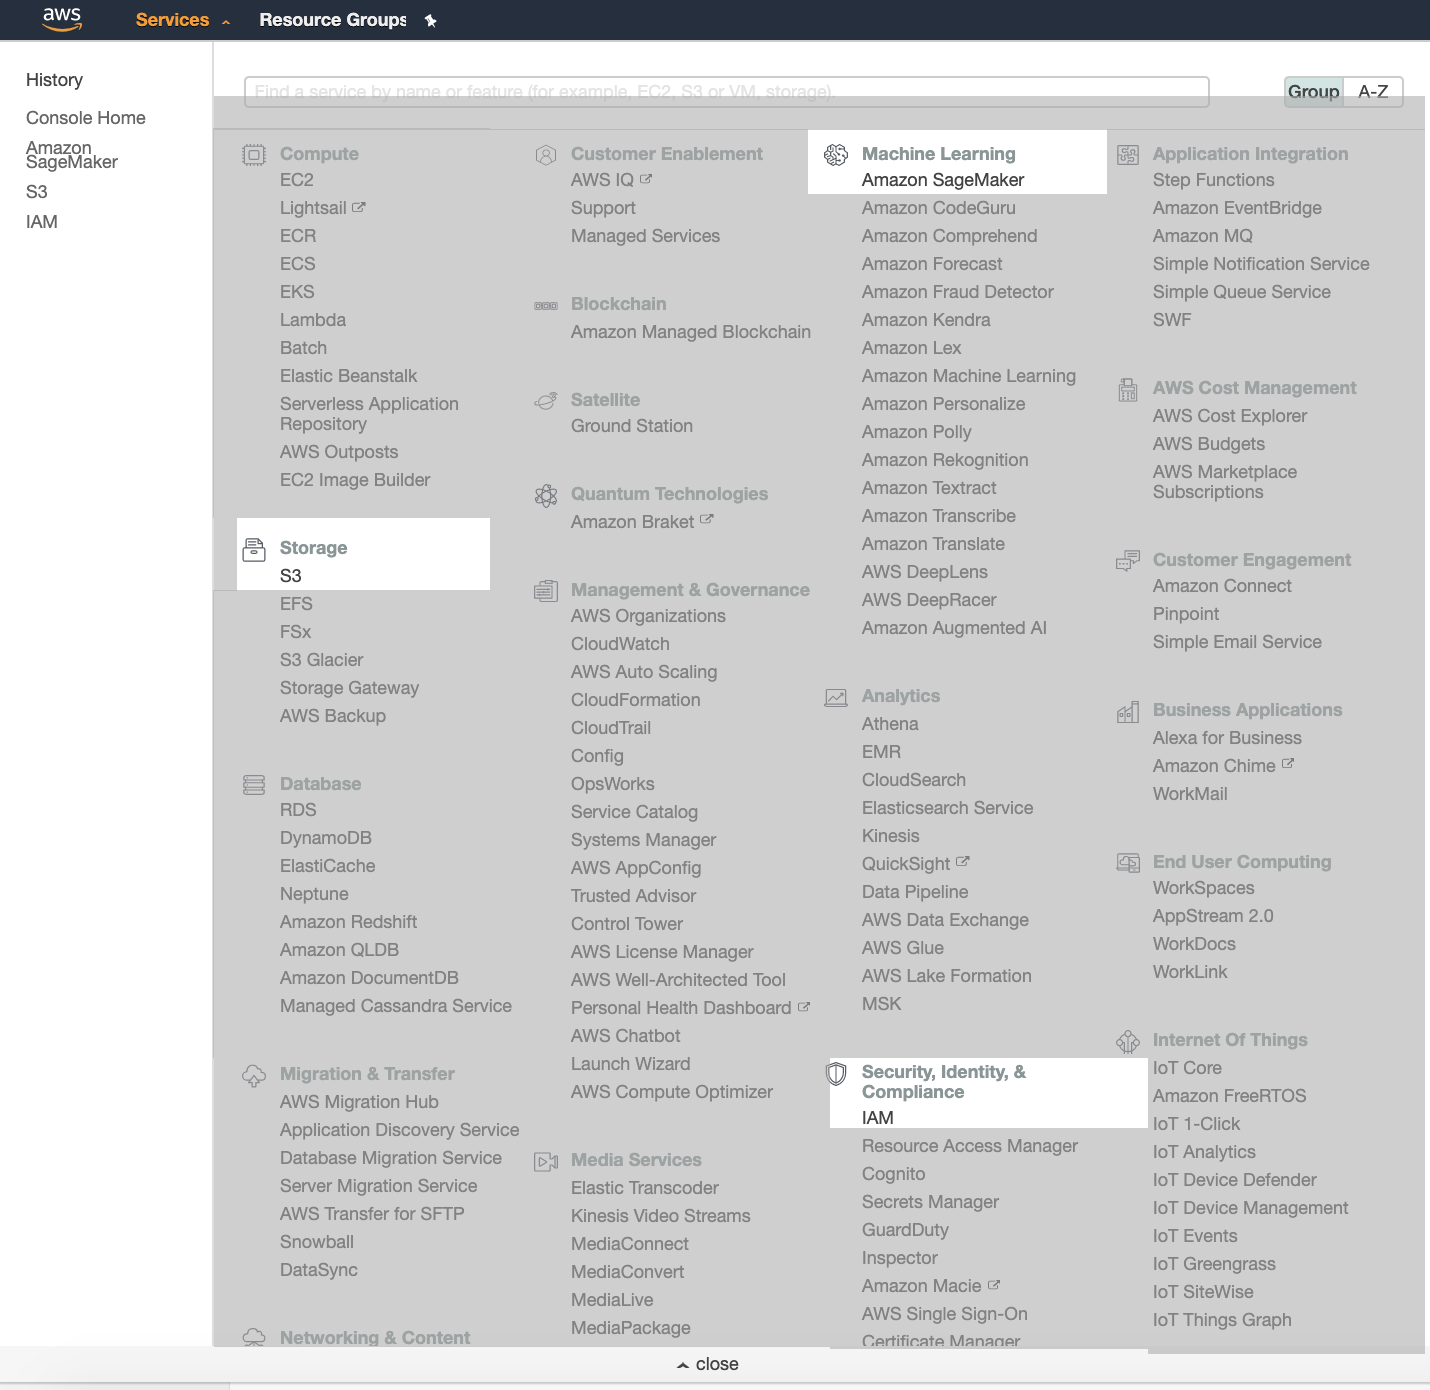 aws
Services
Resource Groups
History
Console Home
Amazon
SageMaker
S3
IAM
Find a service by name or feature (for example, EC2, S3 or VM, storage).
Group
A-Z
Compute
EC2
Lightsail
ECR
ECS
EKS
Lambda
Batch
Elastic Beanstalk
Serverless Application
Repository
AWS Outposts
EC2 Image Builder
Storage
S3
EFS
FSx
S3 Glacier
Storage Gateway
AWS Backup
Database
RDS
DynamoDB
ElastiCache
Neptune
Amazon Redshift
Amazon QLDB
Amazon DocumentDB
Managed Cassandra Service
Migration & Transfer
AWS Migration Hub
Application Discovery Service
Database Migration Service
Server Migration Service
AWS Transfer for SFTP
Snowball
DataSync
Networking & Content
Customer Enablement
AWS IQ
Support
Managed Services
Blockchain
Amazon Managed Blockchain
Satellite
Ground Station
Quantum Technologies
Amazon Braket
Management & Governance
AWS Organizations
CloudWatch
AWS Auto Scaling
CloudFormation
CloudTrail
Config
OpsWorks
Service Catalog
Systems Manager
AWS AppConfig
Trusted Advisor
Control Tower
AWS License Manager
AWS Well-Architected Tool
Personal Health Dashboard
AWS Chatbot
Launch Wizard
AWS Compute Optimizer
Media Services
Elastic Transcoder
Kinesis Video Streams
MediaConnect
MediaConvert
MediaLive
MediaPackage
Machine Learning
Amazon SageMaker
Amazon CodeGuru
Amazon Comprehend
Amazon Forecast
Amazon Fraud Detector
Amazon Kendra
Amazon Lex
Amazon Machine Learning
Amazon Personalize
Amazon Polly
Amazon Rekognition
Amazon Textract
Amazon Transcribe
Amazon Translate
AWS DeepLens
AWS DeepRacer
Amazon Augmented AI
Analytics
Athena
EMR
CloudSearch
Elasticsearch Service
Kinesis
QuickSight
Data Pipeline
AWS Data Exchange
AWS Glue
AWS Lake Formation
MSK
Security, Identity, &
Compliance
IAM
Resource Access Manager
Cognito
Secrets Manager
GuardDuty
Inspector
Amazon Macie
AWS Single Sign-On
Certificate Manager
Application Integration
Step Functions
Amazon EventBridge
Amazon MQ
Simple Notification Service
Simple Queue Service
SWF
AWS Cost Management
AWS Cost Explorer
AWS Budgets
AWS Marketplace
Subscriptions
Customer Engagement
Amazon Connect
Pinpoint
Simple Email Service
Business Applications
Alexa for Business
Amazon Chime
WorkMail
End User Computing
WorkSpaces
AppStream 2.0
WorkDocs
WorkLink
Internet Of Things
IoT Core
Amazon FreeRTOS
IoT 1-Click
IoT Analytics
IoT Device Defender
IoT Device Management
IoT Events
IoT Greengrass
IoT SiteWise
IoT Things Graph
close